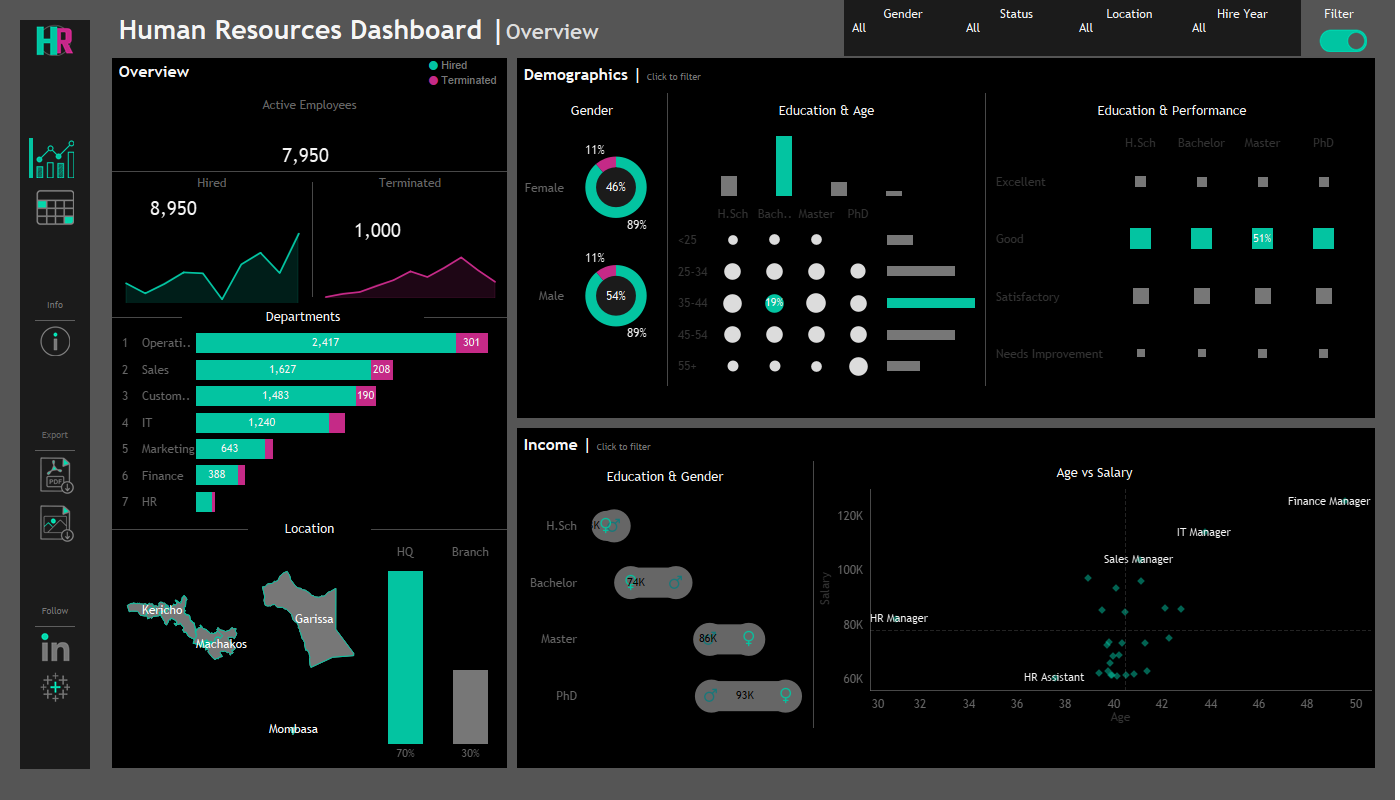 HR
Human Resources Dashboard | Overview
Gender Status Location Hire Year Filter
All All All All
Info
Export
PDF
Follow
in
Overview
Hired
Terminated
Active Employees
7,950
Hired Terminated
8,950
1,000
Departments
1 Operati.. 2,417 301
2 Sales 1,627 208
3 Custom.. 1,483 190
4 IT 1,240
5 Marketing 643
6 Finance 388
7 HR
Location
HQ Branch
Kericho
Garissa
Machakos
Mombasa
70% 30%
Demographics | Click to filter
Gender
11%
Female 46%
89%
11%
Male 54%
89%
Education & Age
H.Sch Bach.. Master PhD
<25
25-34
35-44 19%
45-54
55+
Education & Performance
H.Sch Bachelor Master PhD
Excellent
Good 51%
Satisfactory
Needs Improvement
Income | Click to filter
Education & Gender
H.Sch
Bachelor 74K
Master 86K
PhD 93K
Age vs Salary
Salary
120K
100K
80K
60K
Finance Manager
IT Manager
Sales Manager
HR Manager
HR Assistant
30 32 34 36 38 40 42 44 46 48 50
Age